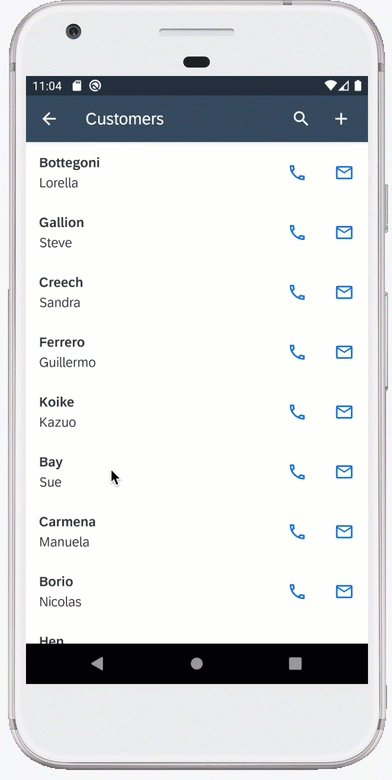 11:04
Customers
Bottegoni
Lorella
Gallion
Steve
Creech
Sandra
Ferrero
Guillermo
Koike
Kazuo
Bay
Sue
Carmena
Manuela
Borio
Nicolas
Hen